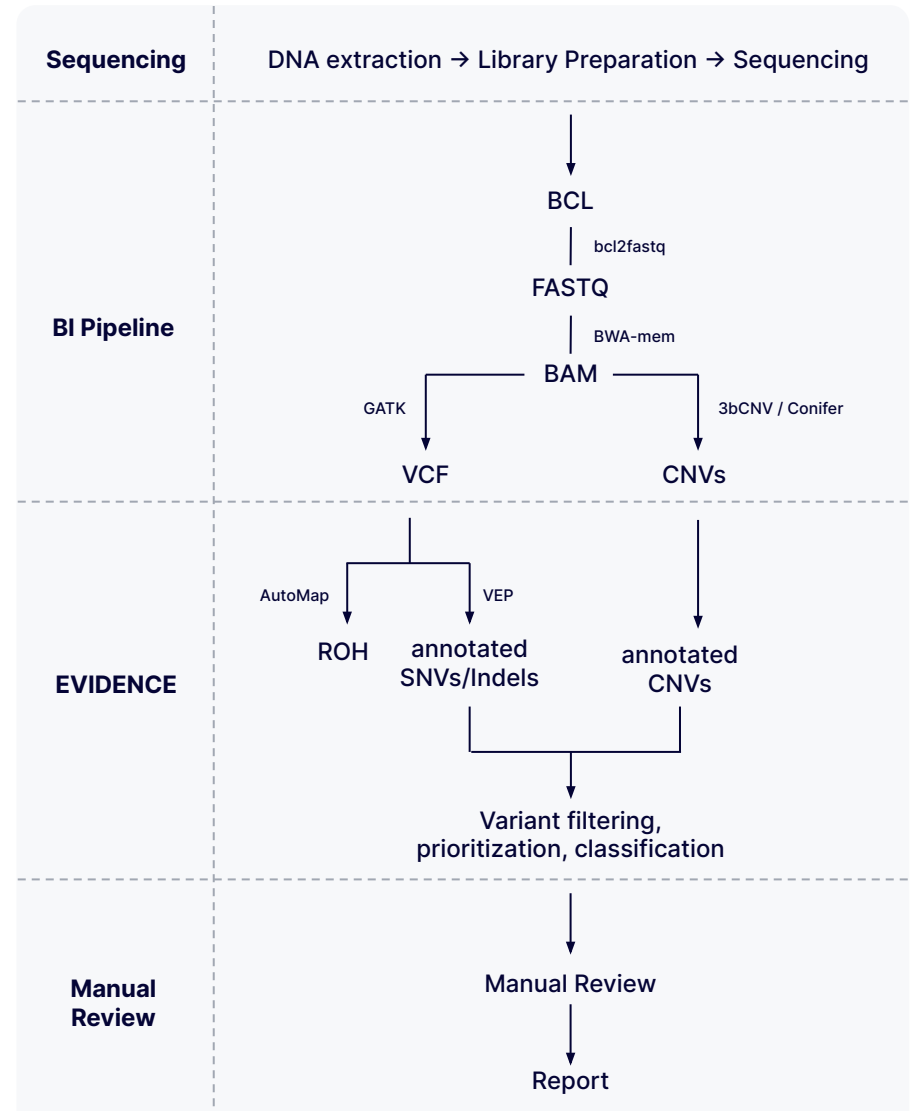 Sequencing
DNA extraction → Library Preparation → Sequencing
BI Pipeline
BCL
bcl2fastq
FASTQ
BWA-mem
BAM
GATK
3bCNV / Conifer
VCF
CNVs
EVIDENCE
AutoMap
VEP
ROH
annotated
SNVs/Indels
annotated
CNVs
Variant filtering,
prioritization, classification
Manual
Review
Manual Review
Report